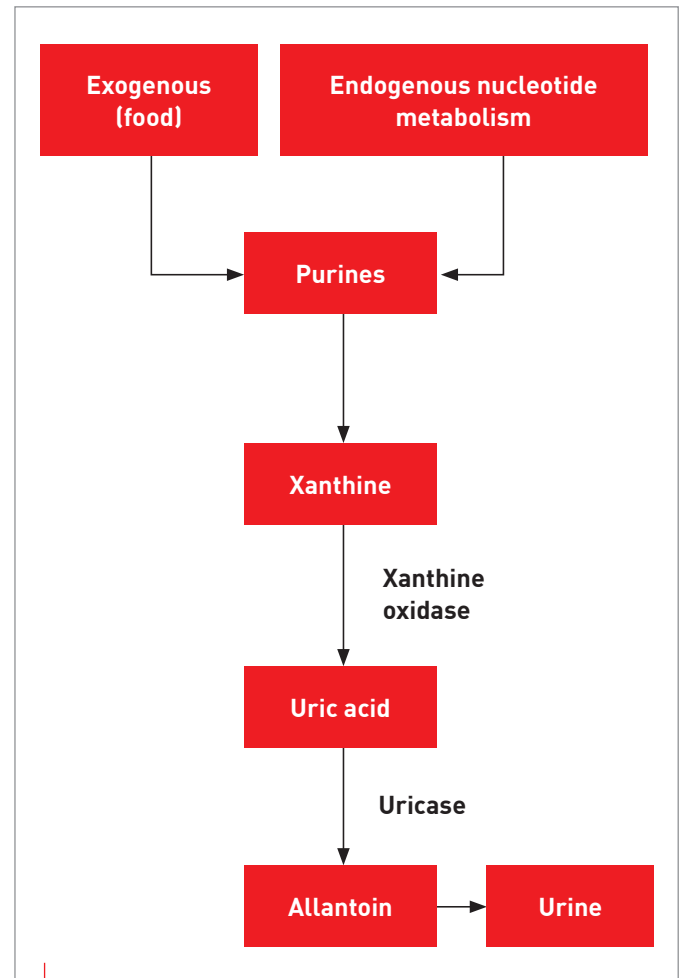 Exogenous
(food)
Endogenous nucleotide
metabolism
Purines
Xanthine
Xanthine
oxidase
Uric acid
Uricase
Allantoin
Urine